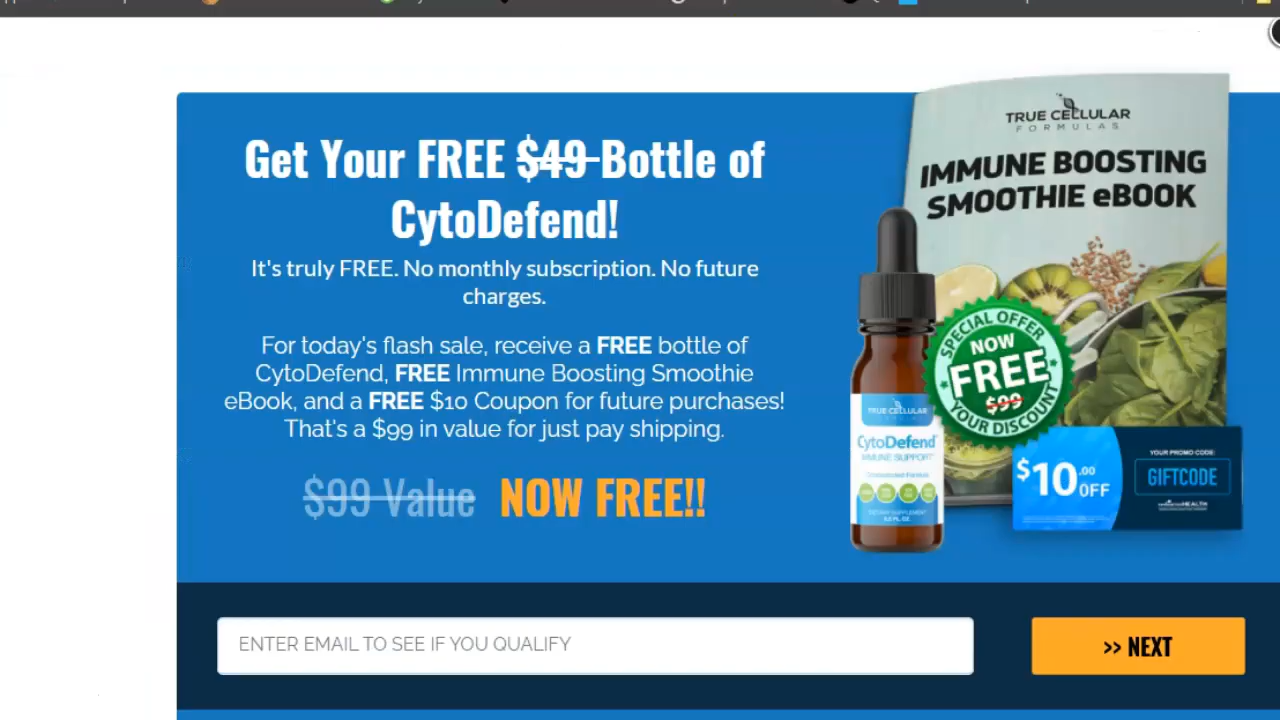 Get Your FREE $49 Bottle of
CytoDefend!
It's truly FREE. No monthly subscription. No future
charges.
For today's flash sale, receive a FREE bottle of
CytoDefend, FREE Immune Boosting Smoothie
eBook, and a FREE $10 Coupon for future purchases!
That's a $99 in value for just pay shipping.
$99 Value NOW FREE!!
TRUE CELLULAR
FORMULAS
IMMUNE BOOSTING
SMOOTHIE eBOOK
SPECIAL OFFER
NOW
FREE
$99
YOUR DISCOUNT
TRUE CELLULAR
CytoDefend
IMMUNE SUPPORT
$10.00 OFF
YOUR PROMO CODE:
GIFTCODE
ENTER EMAIL TO SEE IF YOU QUALIFY
>> NEXT